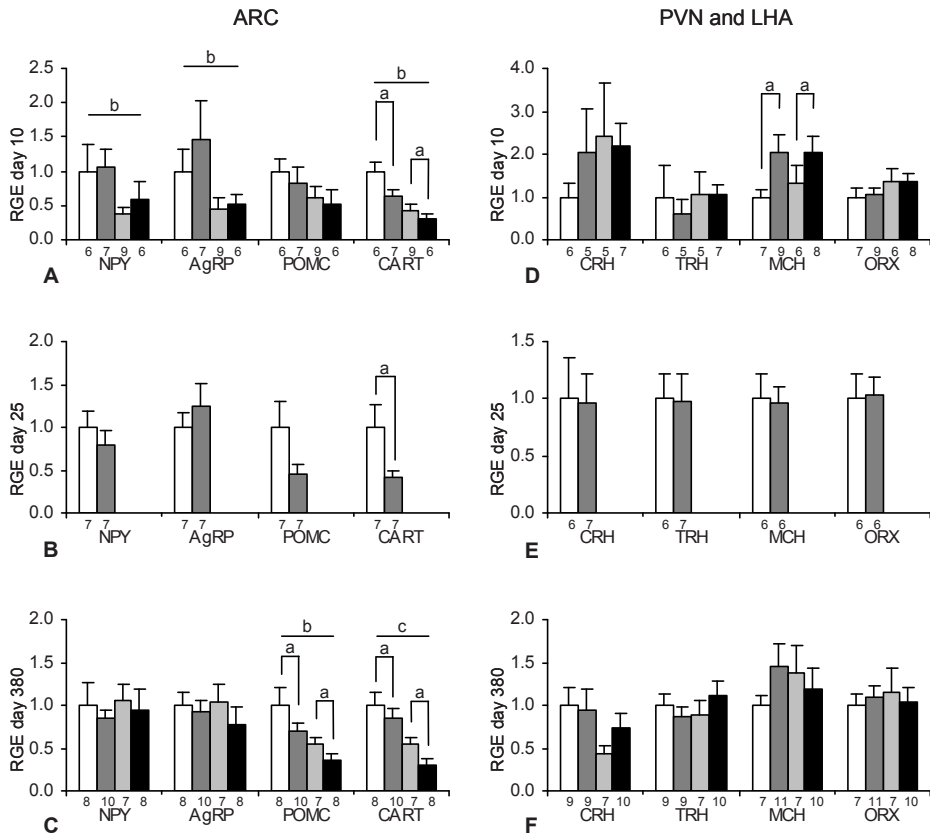 ARC
PVN and LHA
RGE day 10
2.5
2.0
1.5
1.0
0.5
0.0
b
b
b
a
a
6 7 9 6
6 7 9 6
6 7 9 6
6 7 9 6
NPY AgRP POMC CART
A
RGE day 10
4.0
3.0
2.0
1.0
0.0
a
a
6 5 5 7
6 5 5 7
7 9 6 8
7 9 6 8
CRH TRH MCH ORX
D
RGE day 25
2.0
1.5
1.0
0.5
0.0
a
7 7
7 7
7 7
7 7
NPY AgRP POMC CART
B
RGE day 25
1.5
1.0
0.5
0.0
6 7
6 7
6 6
6 6
CRH TRH MCH ORX
E
RGE day 380
2.0
1.5
1.0
0.5
0.0
b
c
a
a
a
a
8 10 7 8
8 10 7 8
8 10 7 8
8 10 7 8
NPY AgRP POMC CART
C
RGE day 380
2.0
1.5
1.0
0.5
0.0
9 9 7 10
9 9 7 10
7 11 7 10
7 11 7 10
CRH TRH MCH ORX
F